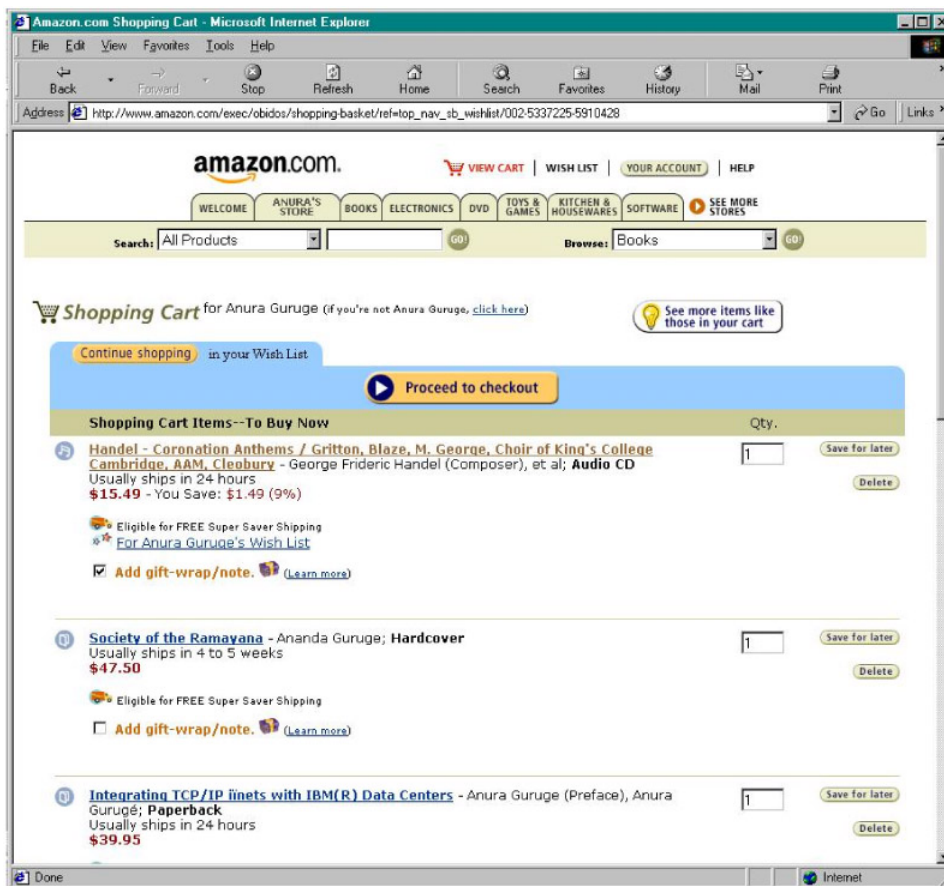 Amazon.com Shopping Cart - Microsoft Internet Explorer
File Edit View Favorites Tools Help
Back Forward Stop Refresh Home Search Favorites History Mail Print
Address http://www.amazon.com/exec/obidos/shopping-basket/ref=top_nav_sb_wishlist/002-5337225-5910428 Go Links
amazon.com. VIEW CART | WISH LIST | YOUR ACCOUNT | HELP
WELCOME ANURA'S STORE BOOKS ELECTRONICS DVD TOYS & GAMES KITCHEN & HOUSEWARES SOFTWARE SEE MORE STORES
Search: All Products GO! Browse: Books GO!
Shopping Cart for Anura Guruge (if you're not Anura Guruge, click here) See more items like
those in your cart
Continue shopping in your Wish List
Proceed to checkout
Shopping Cart Items--To Buy Now Qty.
Handel - Coronation Anthems / Gritton, Blaze, M. George, Choir of King's College 1 Save for later
Cambridge, AAM, Cleobury - George Frideric Handel (Composer), et al; Audio CD
Usually ships in 24 hours Delete
$15.49 - You Save: $1.49 (9%)
Eligible for FREE Super Saver Shipping
For Anura Guruge's Wish List
Add gift-wrap/note. (Learn more)
Society of the Ramayana - Ananda Guruge; Hardcover 1 Save for later
Usually ships in 4 to 5 weeks
$47.50 Delete
Eligible for FREE Super Saver Shipping
Add gift-wrap/note. (Learn more)
Integrating TCP/IP iïnets with IBM(R) Data Centers - Anura Guruge (Preface), Anura 1 Save for later
Gurugé; Paperback
Usually ships in 24 hours Delete
$39.95
Done Internet